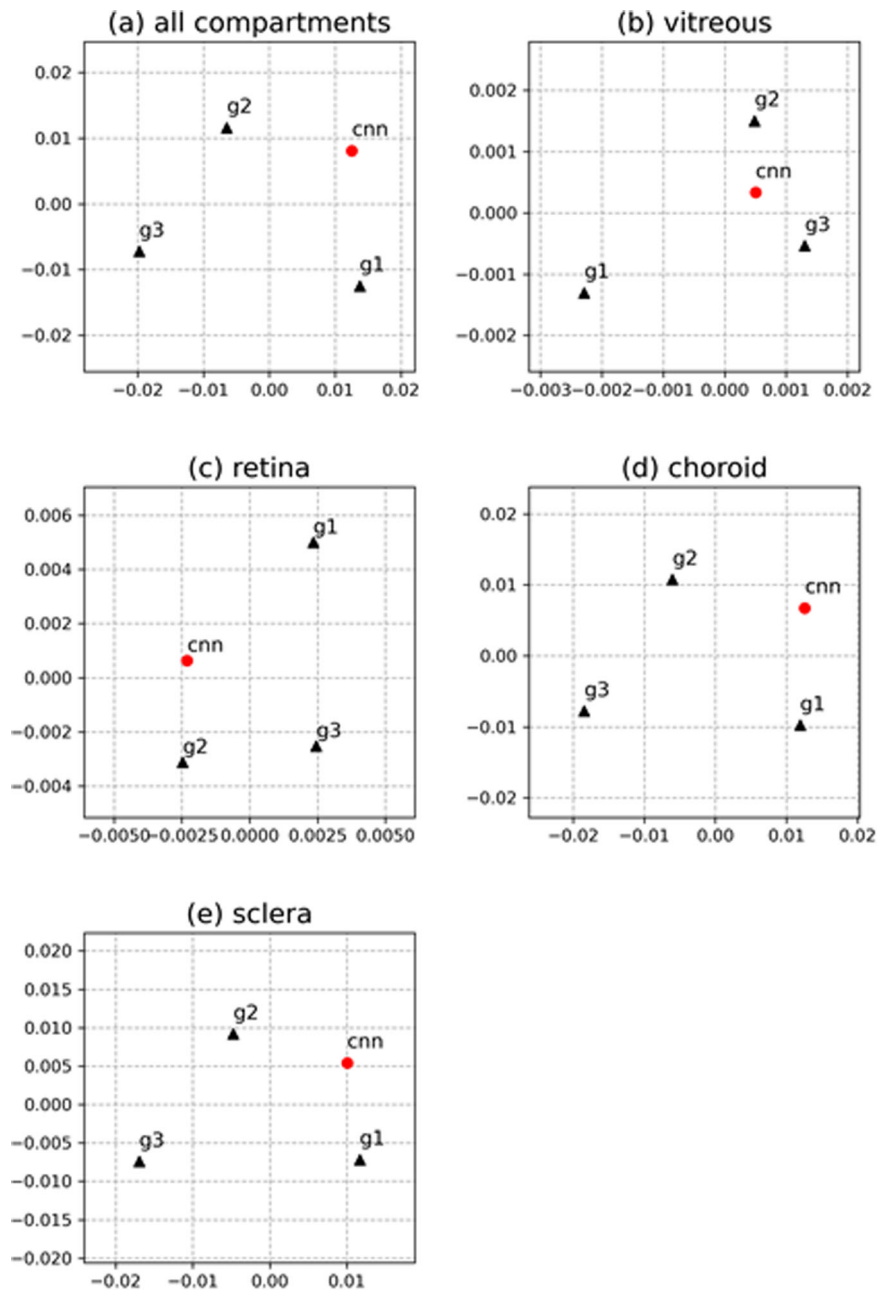 (a) all compartments
0.02
0.01
0.00
−0.01
−0.02
g2
cnn
g3
g1
−0.02 −0.01 0.00 0.01 0.02
(b) vitreous
0.002
0.001
0.000
−0.001
−0.002
g2
cnn
g3
g1
−0.003−0.002−0.001 0.000 0.001 0.002
(c) retina
0.006
0.004
0.002
0.000
−0.002
−0.004
g1
cnn
g2
g3
−0.0050−0.0025 0.0000 0.0025 0.0050
(d) choroid
0.02
0.01
0.00
−0.01
−0.02
g2
cnn
g3
g1
−0.02 −0.01 0.00 0.01 0.02
(e) sclera
0.020
0.015
0.010
0.005
0.000
−0.005
−0.010
−0.015
−0.020
g2
cnn
g3
g1
−0.02 −0.01 0.00 0.01